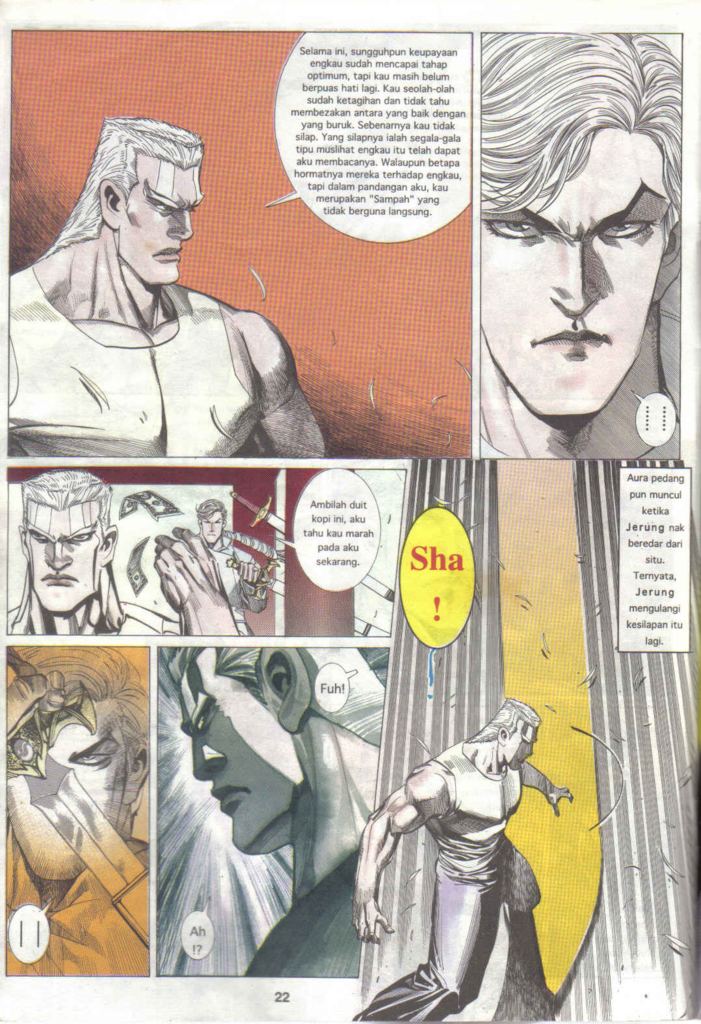 Selama ini, sungguhpun keupayaan
engkau sudah mencapai tahap
optimum, tapi kau masih belum
berpuas hati lagi. Kau seolah-olah
sudah ketagihan dan tidak tahu
membezakan antara yang baik dengan
yang buruk. Sebenarnya kau tidak
silap. Yang silapnya ialah segala-gala
tipu muslihat engkau itu telah dapat
aku membacanya. Walaupun betapa
hormatnya mereka terhadap engkau,
tapi dalam pandangan aku, kau
merupakan "Sampah" yang
tidak berguna langsung.
Ambilah duit
kopi ini, aku
tahu kau marah
pada aku
sekarang.
Sha
!
Aura pedang
pun muncul
ketika
Jerung nak
beredar dari
situ.
Ternyata,
Jerung
mengulangi
kesilapan itu
lagi.
Fuh!
Ah
!?
22